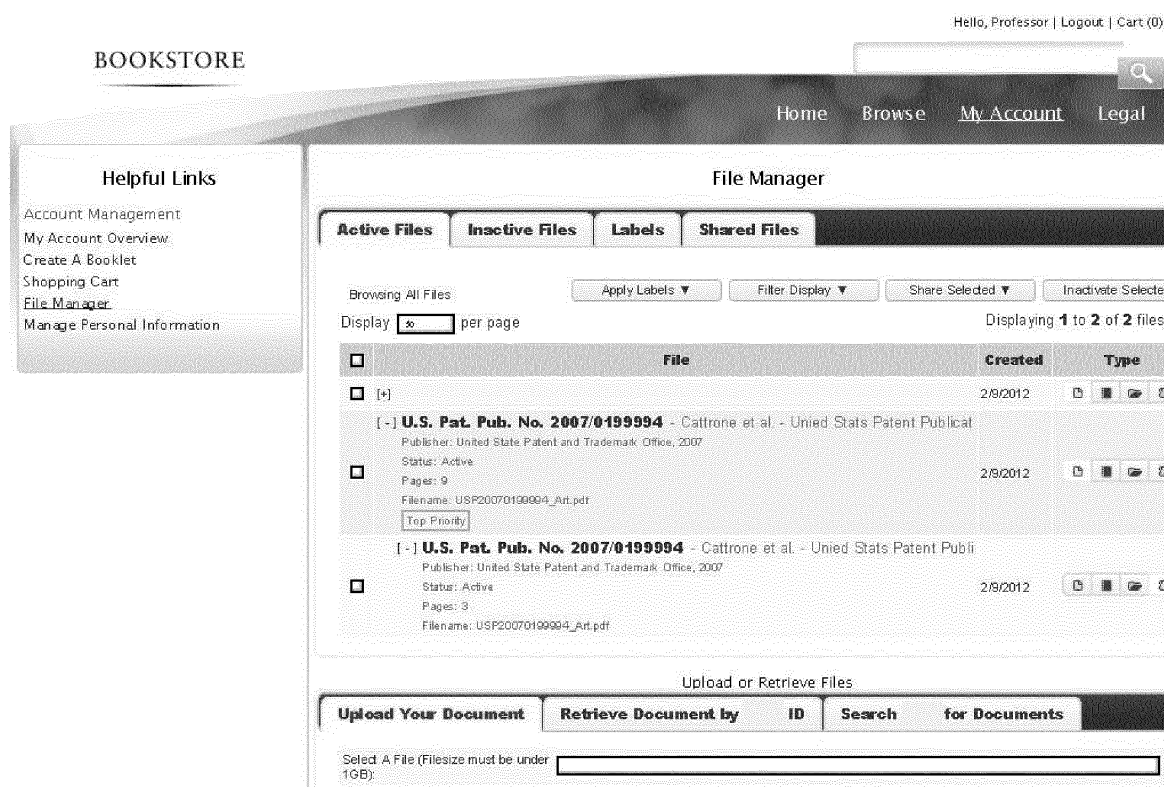 Hello, Professor | Logout | Cart (0)
BOOKSTORE
Home Browse My Account Legal
Helpful Links
Account Management
My Account Overview
Create A Booklet
Shopping Cart
File Manager
Manage Personal Information
File Manager
Active Files Inactive Files Labels Shared Files
Browsing All Files Apply Labels ▼ Filter Display ▼ Share Selected ▼ Inactivate Selecte
Display per page Displaying 1 to 2 of 2 files
File Created Type
[+] 2/9/2012
[-] U.S. Pat. Pub. No. 2007/0199994 - Cattrone et al. - Unied Stats Patent Publicat
Publisher: United State Patent and Trademark Office, 2007
Status: Active
Pages: 9
2/9/2012
Filename: USP20070199994_Art.pdf
Top Priority
[-] U.S. Pat. Pub. No. 2007/0199994 - Cattrone et al. - Unied Stats Patent Publi
Publisher: United State Patent and Trademark Office, 2007
Status: Active 2/9/2012
Pages: 3
Filename: USP20070199994_Art.pdf
Upload or Retrieve Files
Upload Your Document Retrieve Document by ID Search for Documents
Select A File (Filesize must be under
1GB):